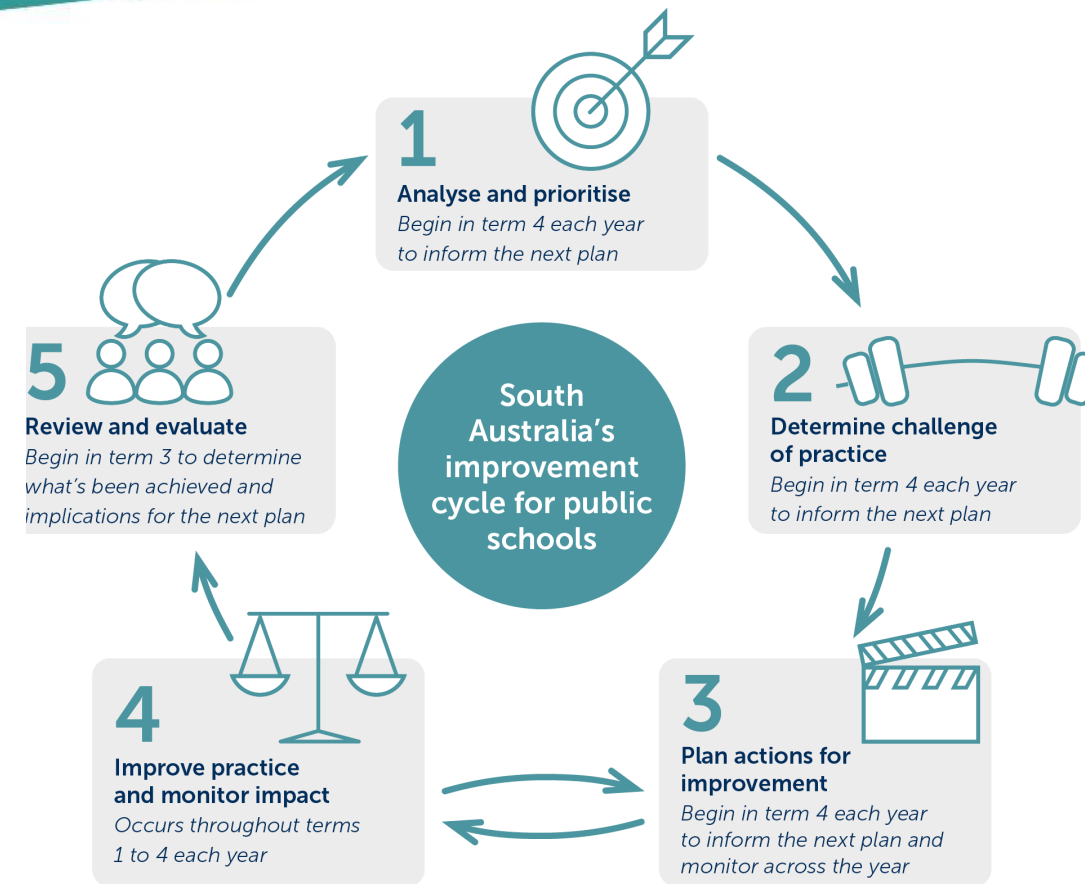 1
Analyse and prioritise
Begin in term 4 each year
to inform the next plan
2
Determine challenge
of practice
Begin in term 4 each year
to inform the next plan
3
Plan actions for
improvement
Begin in term 4 each year
to inform the next plan and
monitor across the year
4
Improve practice
and monitor impact
Occurs throughout terms
1 to 4 each year
5
Review and evaluate
Begin in term 3 to determine
what's been achieved and
implications for the next plan
South
Australia's
improvement
cycle for public
schools